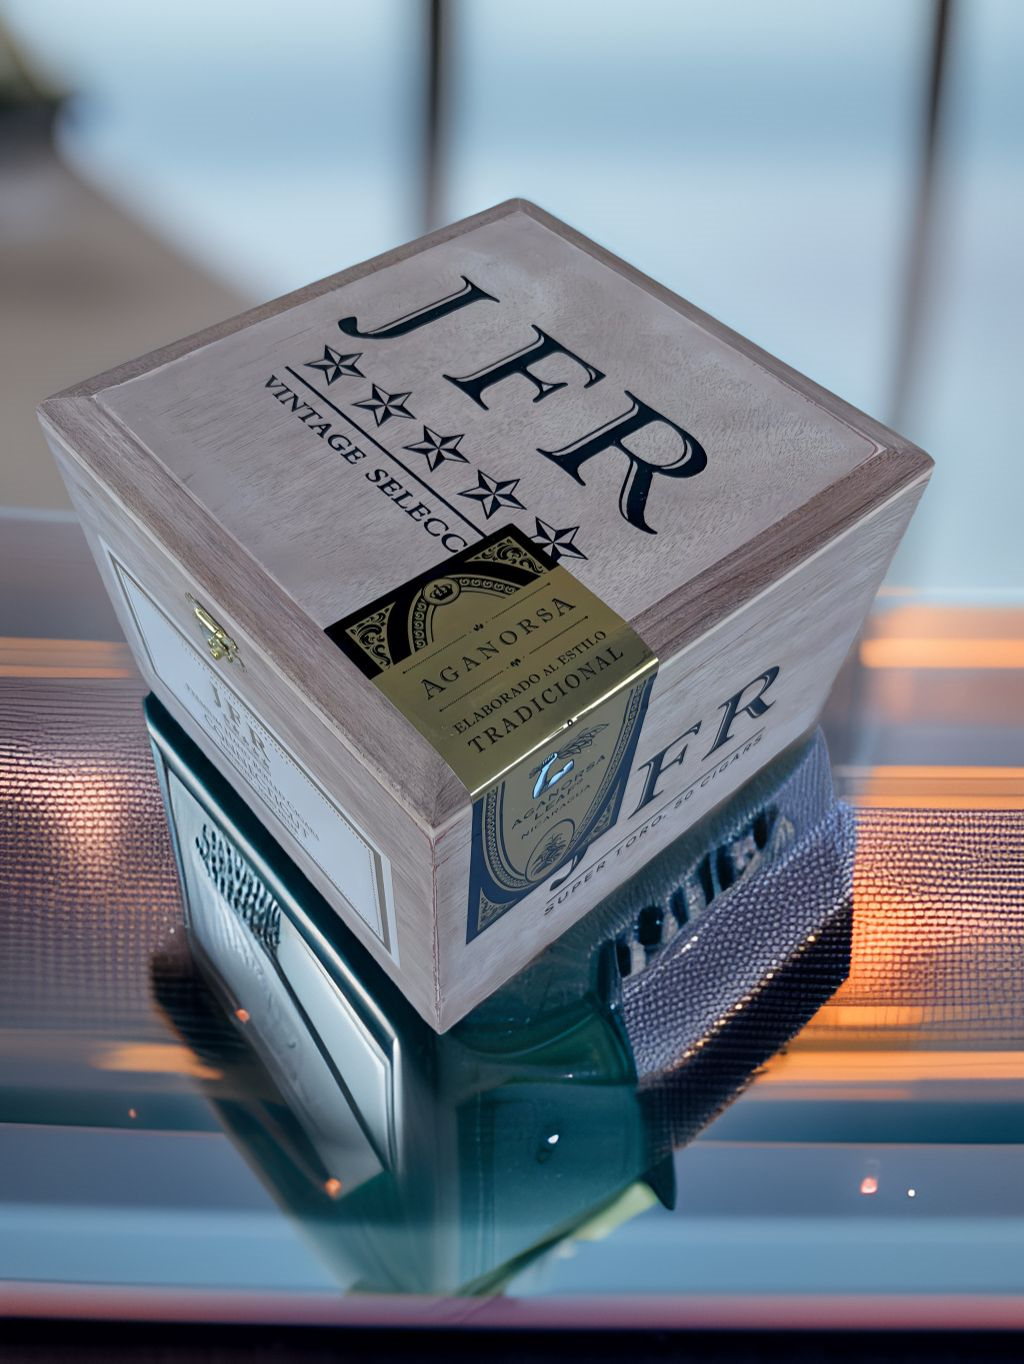 JFR
VINTAGE SELECC
AGANORSA
ELABORADO AL ESTILO
TRADICIONAL
AGANORSA
LEAF
NICARAGUA
JFR
SUPER TORO. 50 CIGARS
JFR